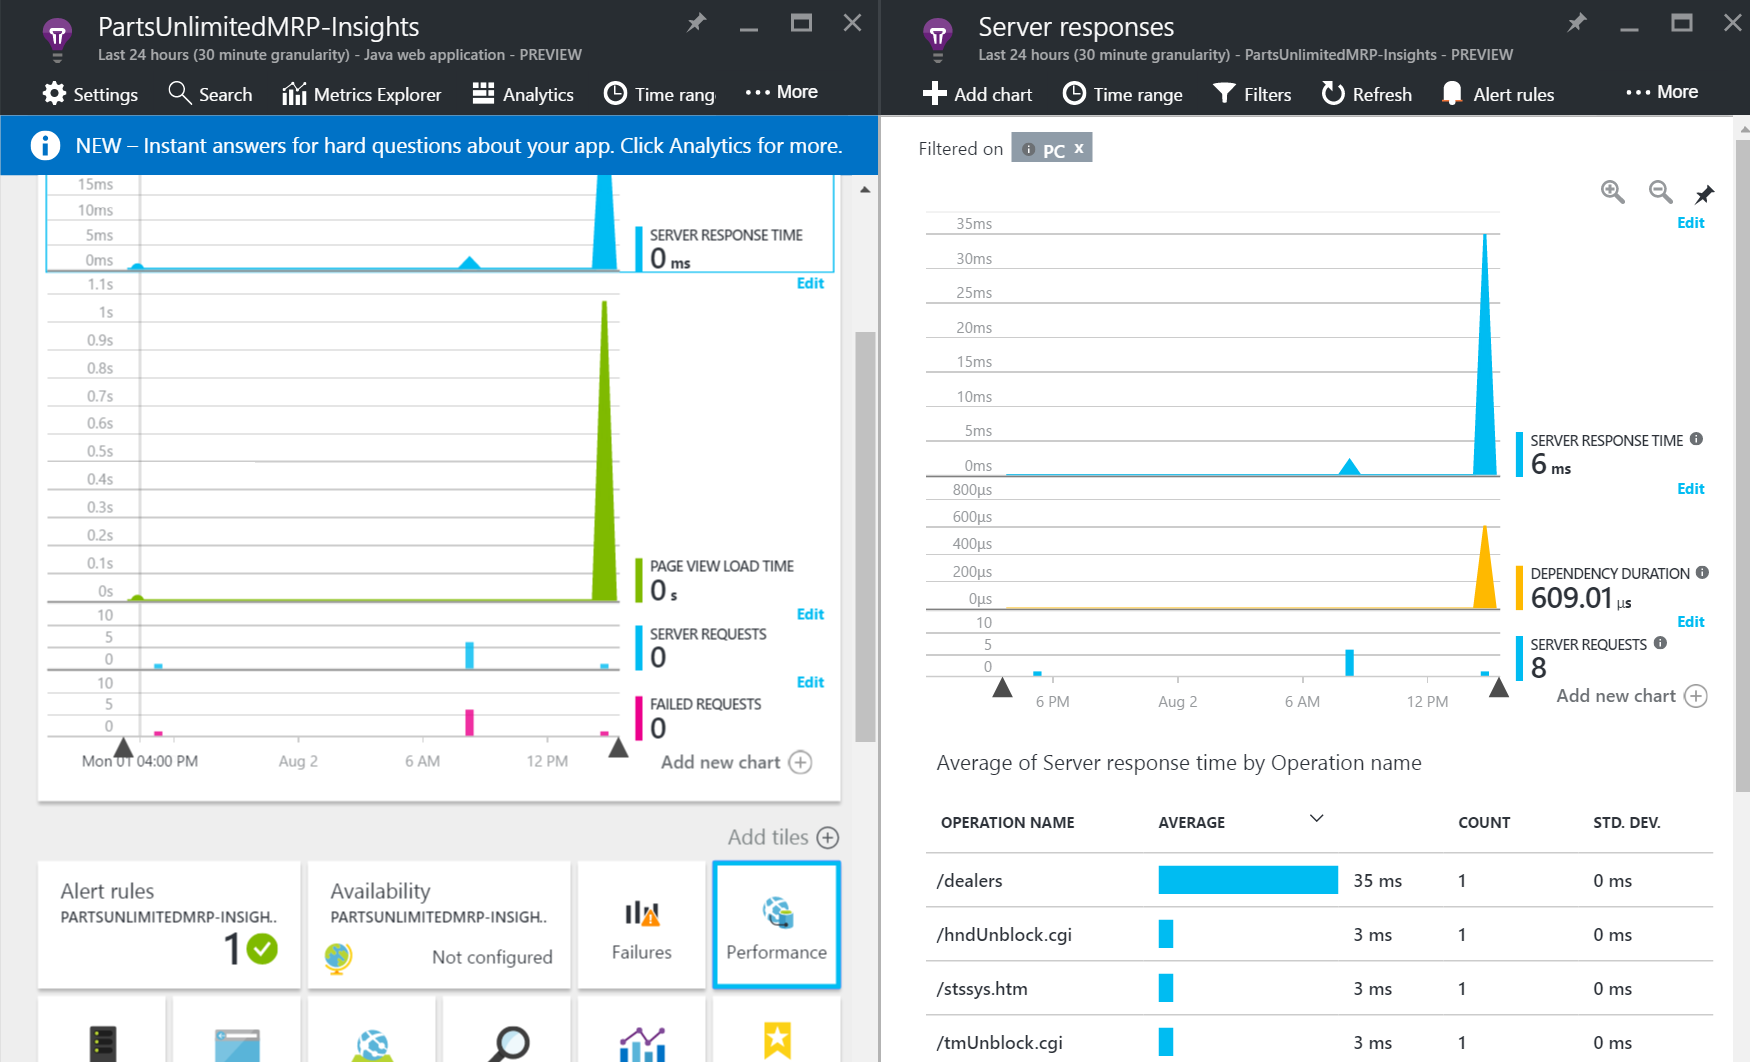 PartsUnlimitedMRP-Insights
Last 24 hours (30 minute granularity) - Java web application - PREVIEW
Settings
Search
Metrics Explorer
Analytics
Time rang
More
NEW – Instant answers for hard questions about your app. Click Analytics for more.
15ms
10ms
5ms
0ms
SERVER RESPONSE TIME
0 ms
Edit
1.1s
1s
0.9s
0.8s
0.7s
0.6s
0.5s
0.4s
0.3s
0.2s
0.1s
0s
PAGE VIEW LOAD TIME
0 s
Edit
10
5
0
SERVER REQUESTS
0
Edit
10
5
0
FAILED REQUESTS
0
Mon 01 04:00 PM
Aug 2
6 AM
12 PM
Add new chart
Add tiles
Alert rules
PARTSUNLIMITEDMRP-INSIGH..
1
Availability
PARTSUNLIMITEDMRP-INSIGH..
Not configured
Failures
Performance
Server responses
Last 24 hours (30 minute granularity) - PartsUnlimitedMRP-Insights - PREVIEW
Add chart
Time range
Filters
Refresh
Alert rules
More
Filtered on
PC x
Edit
35ms
30ms
25ms
20ms
15ms
10ms
5ms
0ms
SERVER RESPONSE TIME
6 ms
Edit
800µs
600µs
400µs
200µs
0µs
DEPENDENCY DURATION
609.01 µs
Edit
10
5
0
SERVER REQUESTS
8
6 PM
Aug 2
6 AM
12 PM
Add new chart
Average of Server response time by Operation name
OPERATION NAME AVERAGE COUNT STD. DEV.
/dealers 35 ms 1 0 ms
/hndUnblock.cgi 3 ms 1 0 ms
/stssys.htm 3 ms 1 0 ms
/tmUnblock.cgi 3 ms 1 0 ms